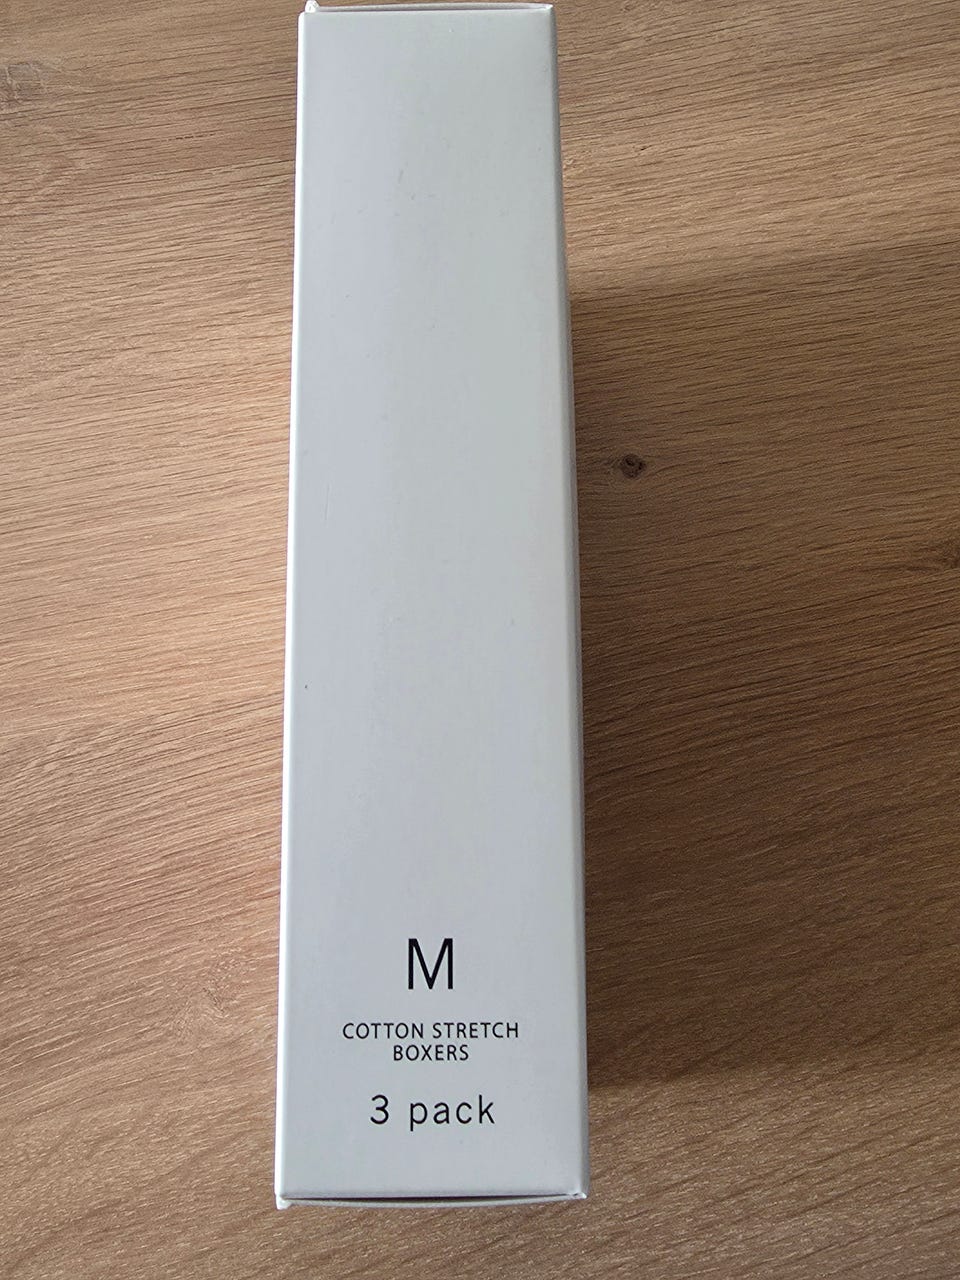 M
COTTON STRETCH
BOXERS
3 pack